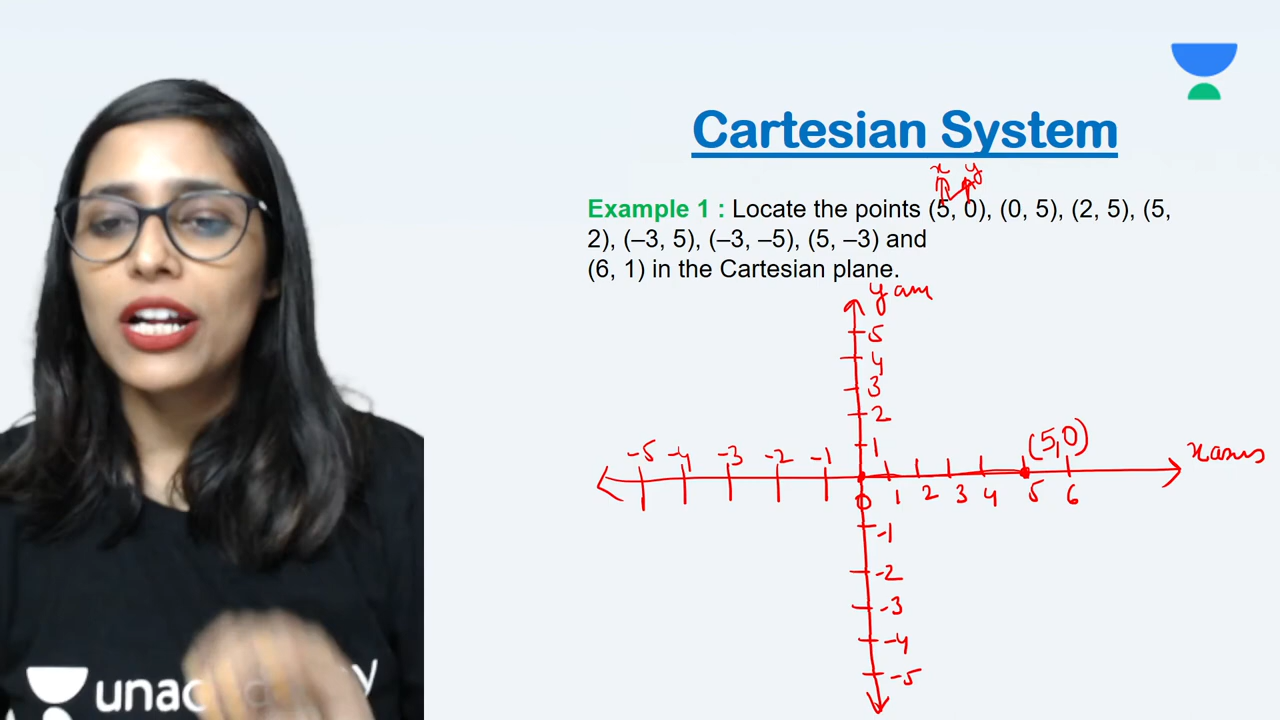 Cartesian System
x y
Example 1 : Locate the points (5, 0), (0, 5), (2, 5), (5,
2), (–3, 5), (–3, –5), (5, –3) and
(6, 1) in the Cartesian plane.
y
5
4
3
2
1
(5,0)
x axis
-5 -4 -3 -2 -1
0 1 2 3 4 5 6
-1
-2
-3
-4
-5